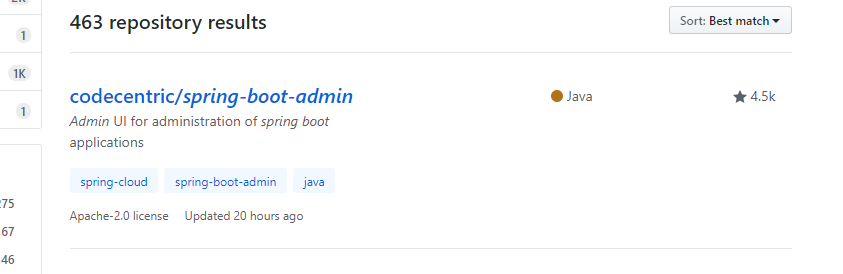 1
1K
1
67
46
463 repository results
Sort: Best match
codecentric/spring-boot-admin
Java
4.5k
Admin UI for administration of spring boot
applications
spring-cloud spring-boot-admin java
Apache-2.0 license Updated 20 hours ago